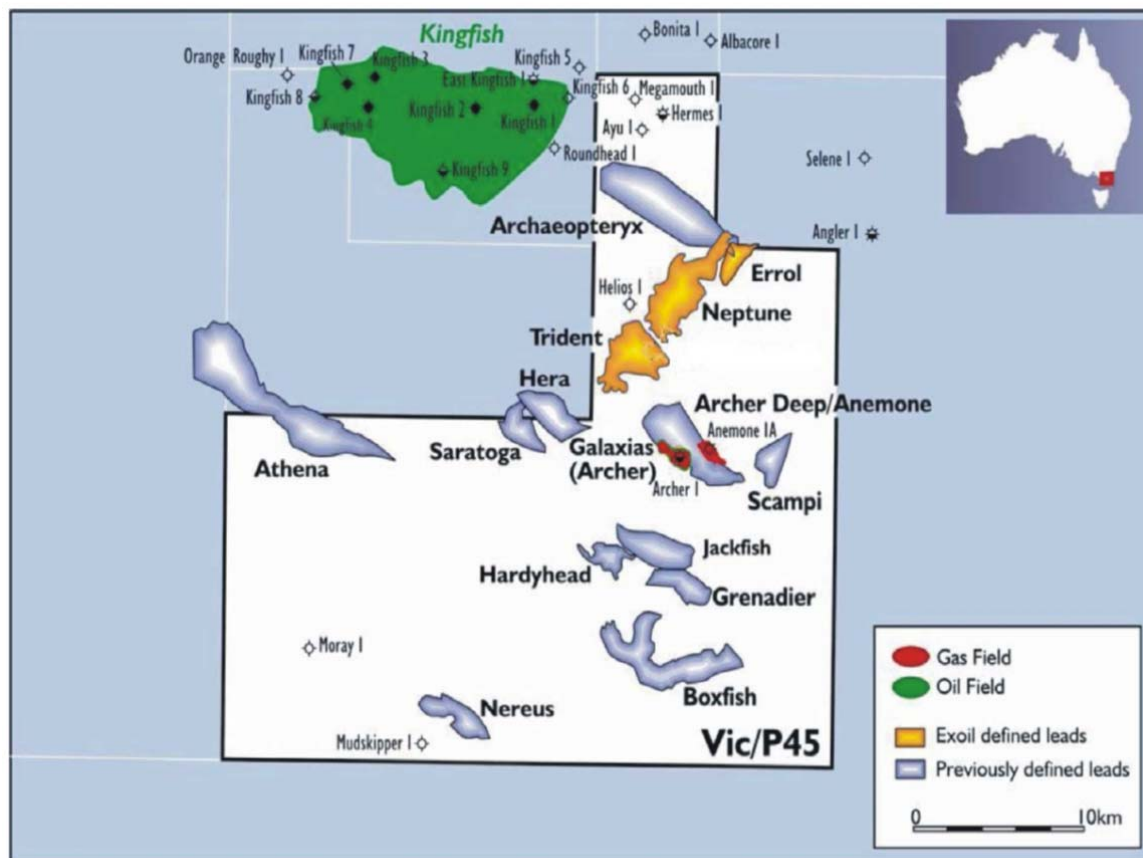 Kingfish
Bonita 1
Albacore 1
Orange Roughy 1
Kingfish 7
Kingfish 3
Kingfish 5
East Kingfish 1
Kingfish 8
Kingfish 6
Megamouth 1
Kingfish 4
Kingfish 2
Kingfish 1
Hermes 1
Ayu 1
Roundhead 1
Selene 1
Kingfish 9
Archaeopteryx
Angler 1
Errol
Helios 1
Neptune
Trident
Hera
Archer Deep/Anemone
Anemone 1A
Saratoga
Galaxias
(Archer)
Athena
Archer 1
Scampi
Jackfish
Hardyhead
Grenadier
Moray 1
Boxfish
Nereus
Mudskipper 1
Vic/P45
Gas Field
Oil Field
Exoil defined leads
Previously defined leads
0
10km